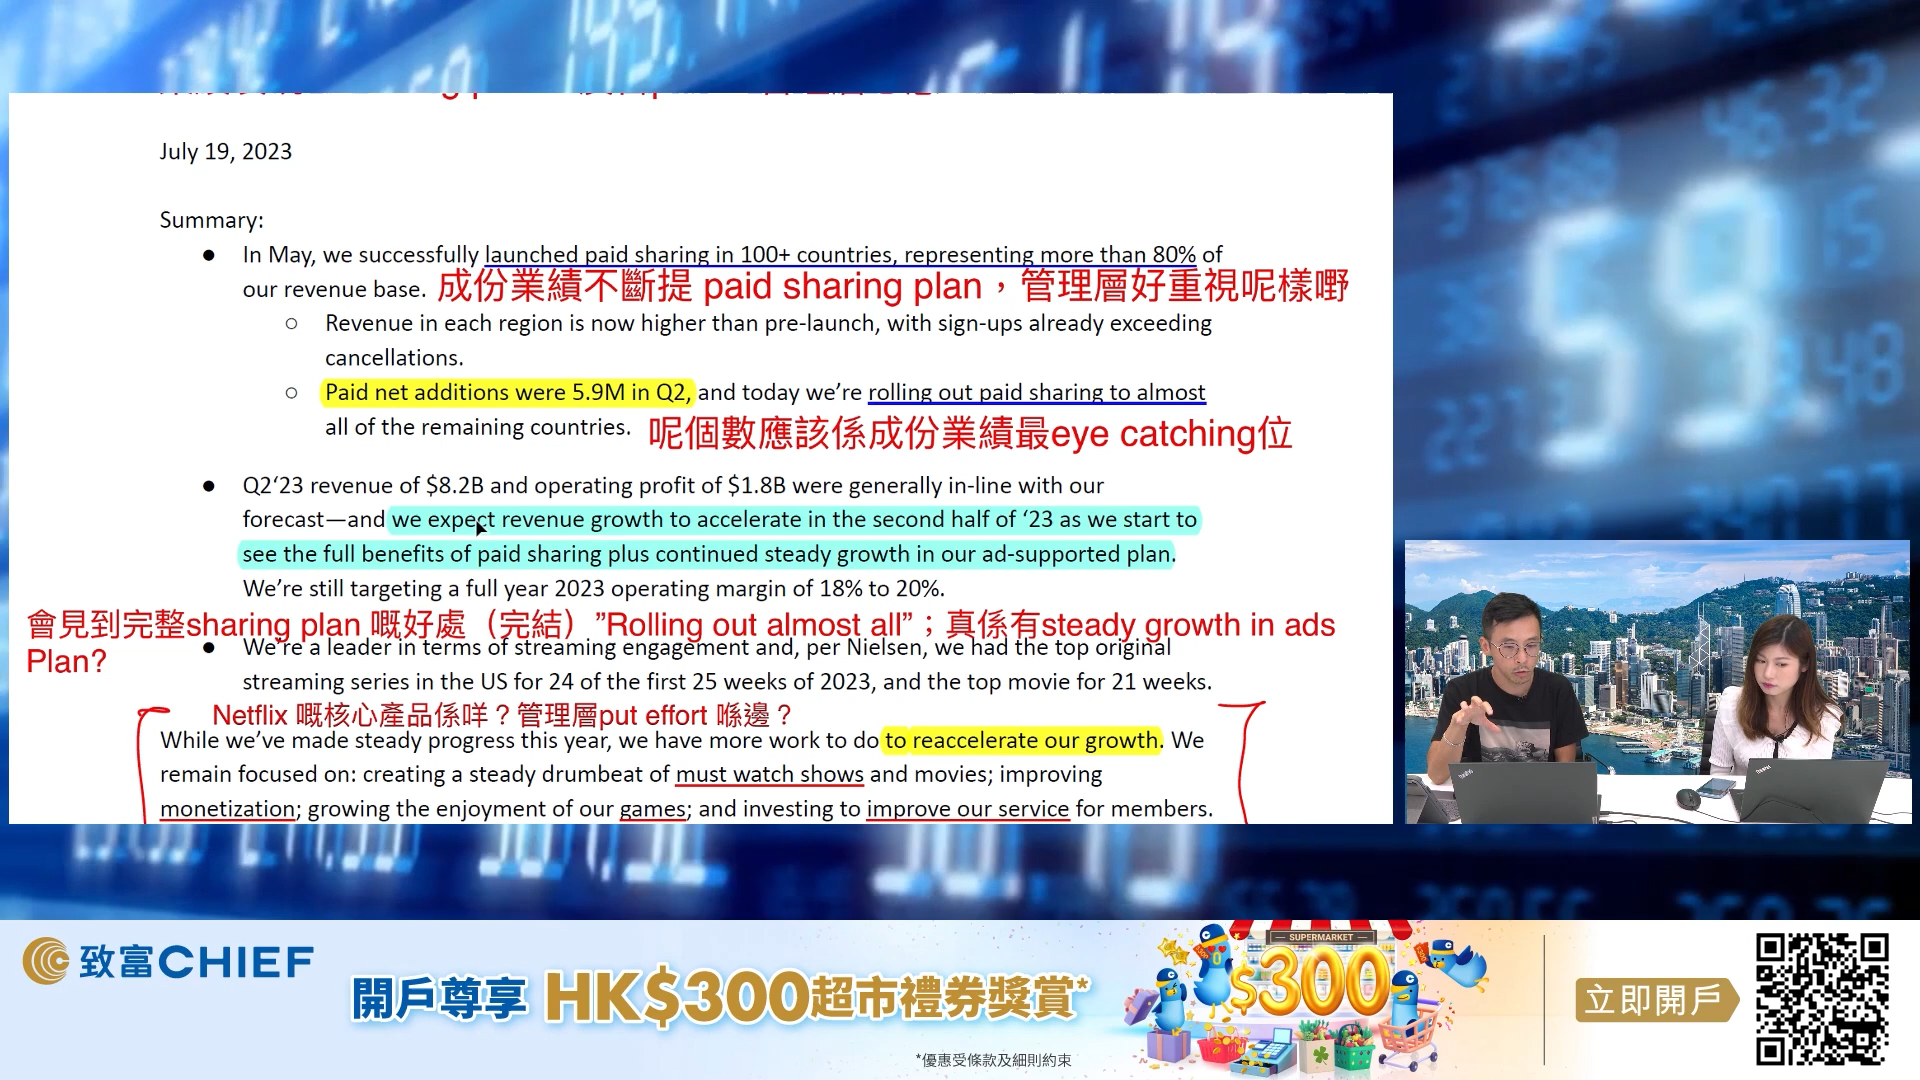 July 19, 2023
Summary:
● In May, we successfully launched paid sharing in 100+ countries, representing more than 80% of
our revenue base.
成份業績不斷提 paid sharing plan，管理層好重視呢樣嘢
○ Revenue in each region is now higher than pre-launch, with sign-ups already exceeding
cancellations.
○ Paid net additions were 5.9M in Q2, and today we’re rolling out paid sharing to almost
all of the remaining countries.
呢個數應該係成份業績最eye catching位
● Q2‘23 revenue of $8.2B and operating profit of $1.8B were generally in-line with our
forecast—and we expect revenue growth to accelerate in the second half of ‘23 as we start to
see the full benefits of paid sharing plus continued steady growth in our ad-supported plan.
We’re still targeting a full year 2023 operating margin of 18% to 20%.
會見到完整sharing plan 嘅好處（完結）”Rolling out almost all”；真係有steady growth in ads
Plan?
● We’re a leader in terms of streaming engagement and, per Nielsen, we had the top original
streaming series in the US for 24 of the first 25 weeks of 2023, and the top movie for 21 weeks.
Netflix 嘅核心產品係咩？管理層put effort 喺邊？
While we’ve made steady progress this year, we have more work to do to reaccelerate our growth. We
remain focused on: creating a steady drumbeat of must watch shows and movies; improving
monetization; growing the enjoyment of our games; and investing to improve our service for members.
致富CHIEF
開戶尊享 HK$300超市禮券獎賞*
*優惠受條款及細則約束
SUPERMARKET
$300
立即開戶